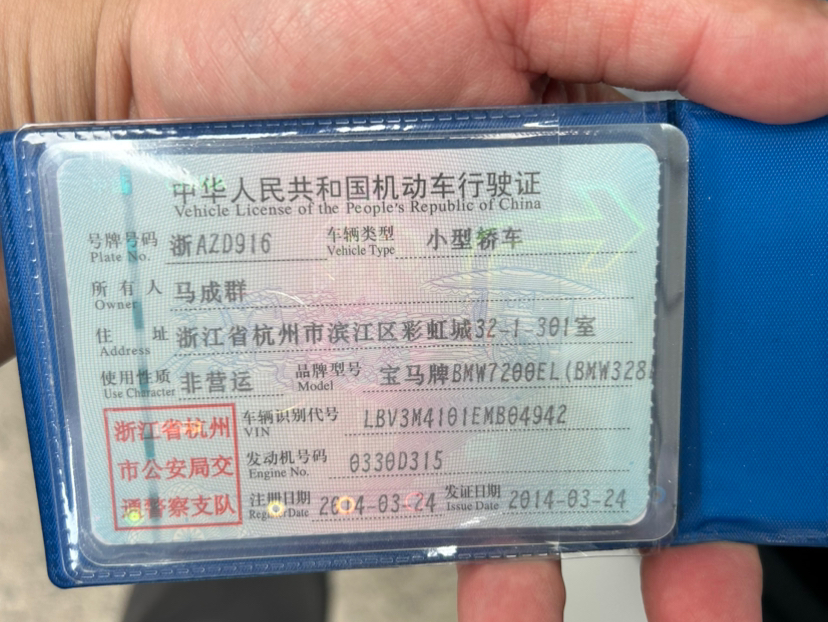 中华人民共和国机动车行驶证
Vehicle License of the People's Republic of China
号牌号码 浙AZD916 车辆类型 小型轿车
Plate No. Vehicle Type
所有人 马成群
Owner
住址 浙江省杭州市滨江区彩虹城32-1-301室
Address
使用性质 非营运 品牌型号 宝马牌BMW7200EL(BMW328
Use Character Model
浙江省杭州
市公安局交
通警察支队
车辆识别代号 LBV3M4101EMB04942
VIN
发动机号码 0330D315
Engine No.
注册日期 2014-03-24 发证日期 2014-03-24
Register Date Issue Date